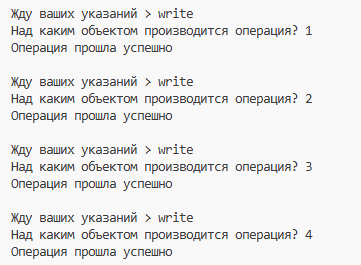 Жду ваших указаний > write
Над каким объектом производится операция? 1
Операция прошла успешно
Жду ваших указаний > write
Над каким объектом производится операция? 2
Операция прошла успешно
Жду ваших указаний > write
Над каким объектом производится операция? 3
Операция прошла успешно
Жду ваших указаний > write
Над каким объектом производится операция? 4
Операция прошла успешно